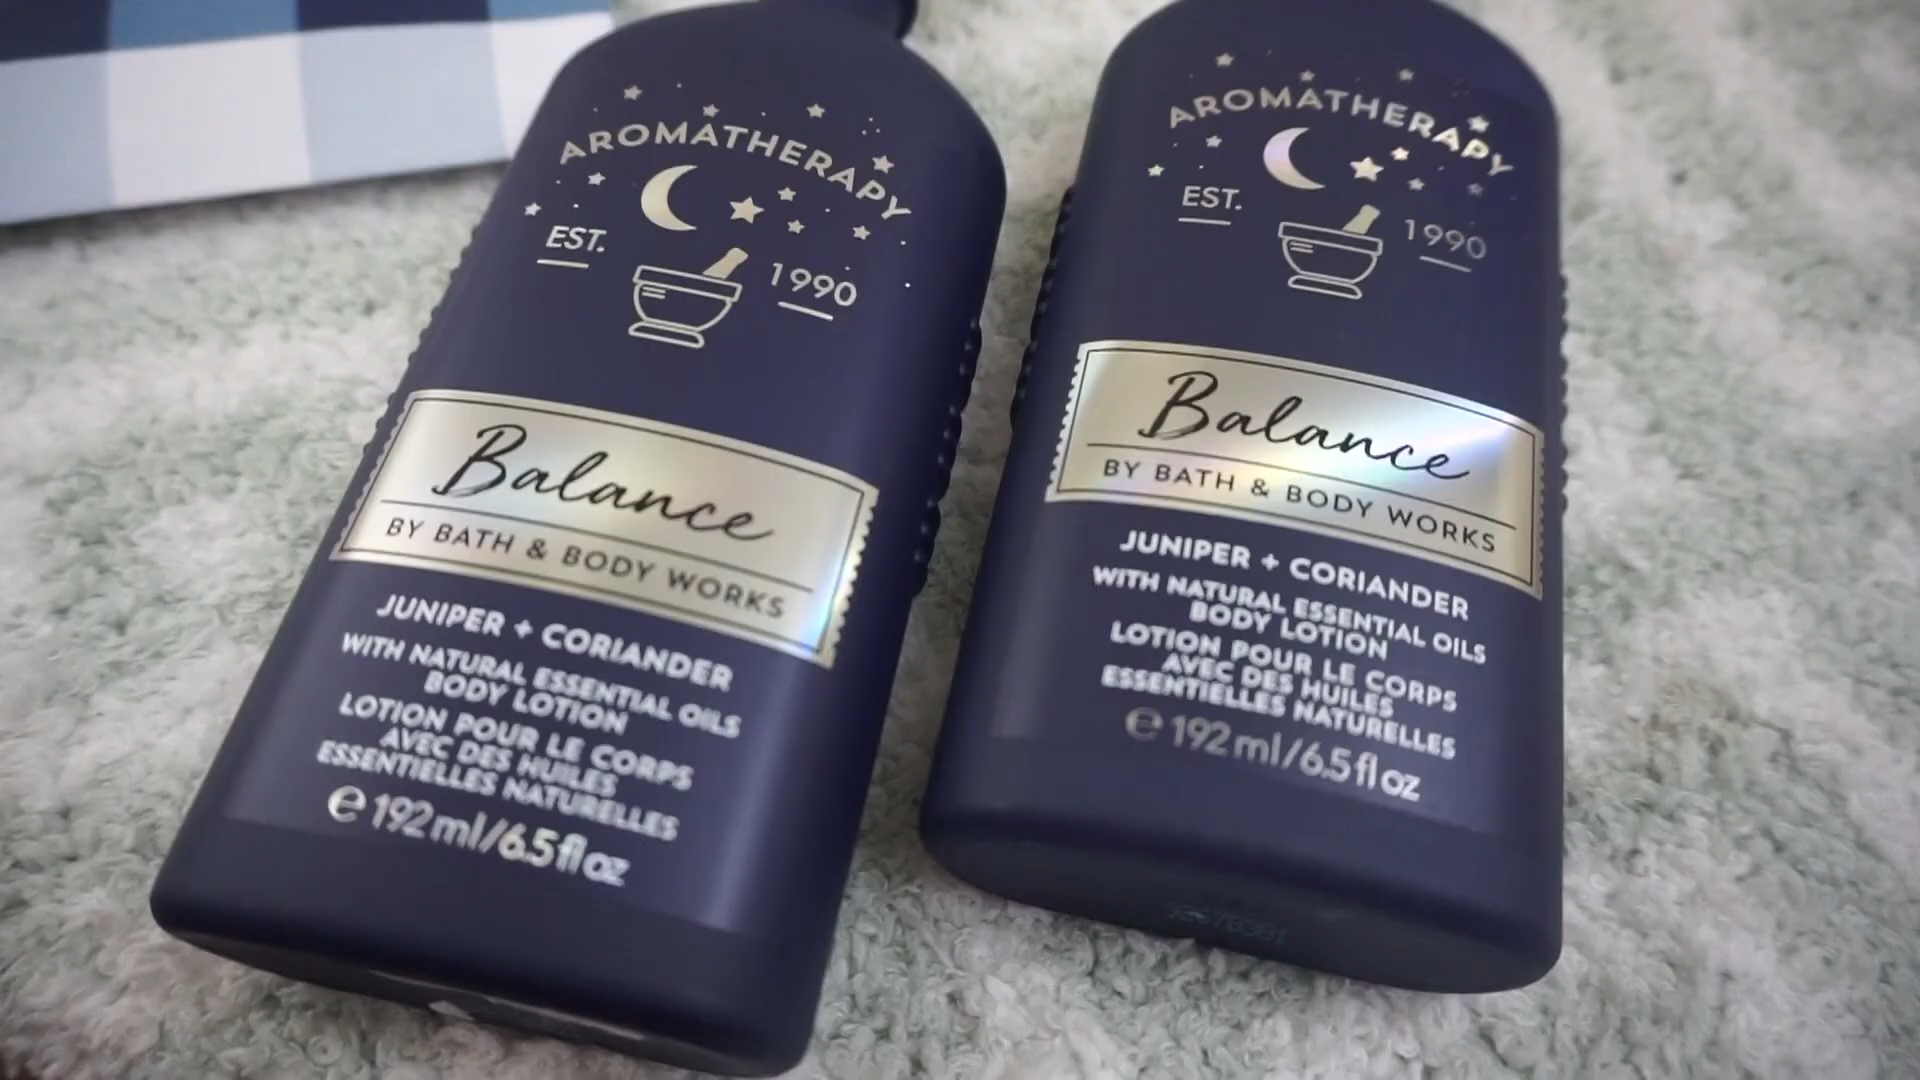 AROMATHERAPY
EST. 1990
Balance
BY BATH & BODY WORKS
JUNIPER + CORIANDER
WITH NATURAL ESSENTIAL OILS
BODY LOTION
LOTION POUR LE CORPS
AVEC DES HUILES
ESSENTIELLES NATURELLES
e 192 ml/6.5 fl oz
AROMATHERAPY
EST. 1990
Balance
BY BATH & BODY WORKS
JUNIPER + CORIANDER
WITH NATURAL ESSENTIAL OILS
BODY LOTION
LOTION POUR LE CORPS
AVEC DES HUILES
ESSENTIELLES NATURELLES
e 192 ml/6.5 fl oz